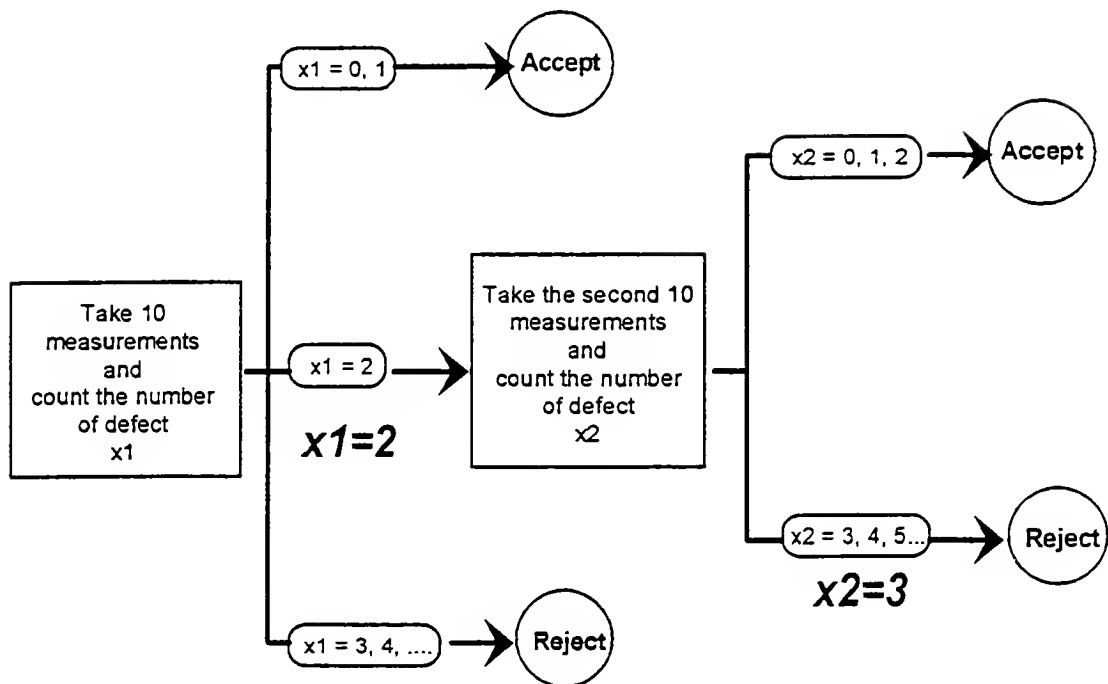 x1 = 0, 1
Accept
x2 = 0, 1, 2
Accept
Take 10
measurements
and
count the number
of defect
x1
x1 = 2
x1=2
Take the second 10
measurements
and
count the number
of defect
x2
x2 = 3, 4, 5...
Reject
x2=3
x1 = 3, 4, ....
Reject